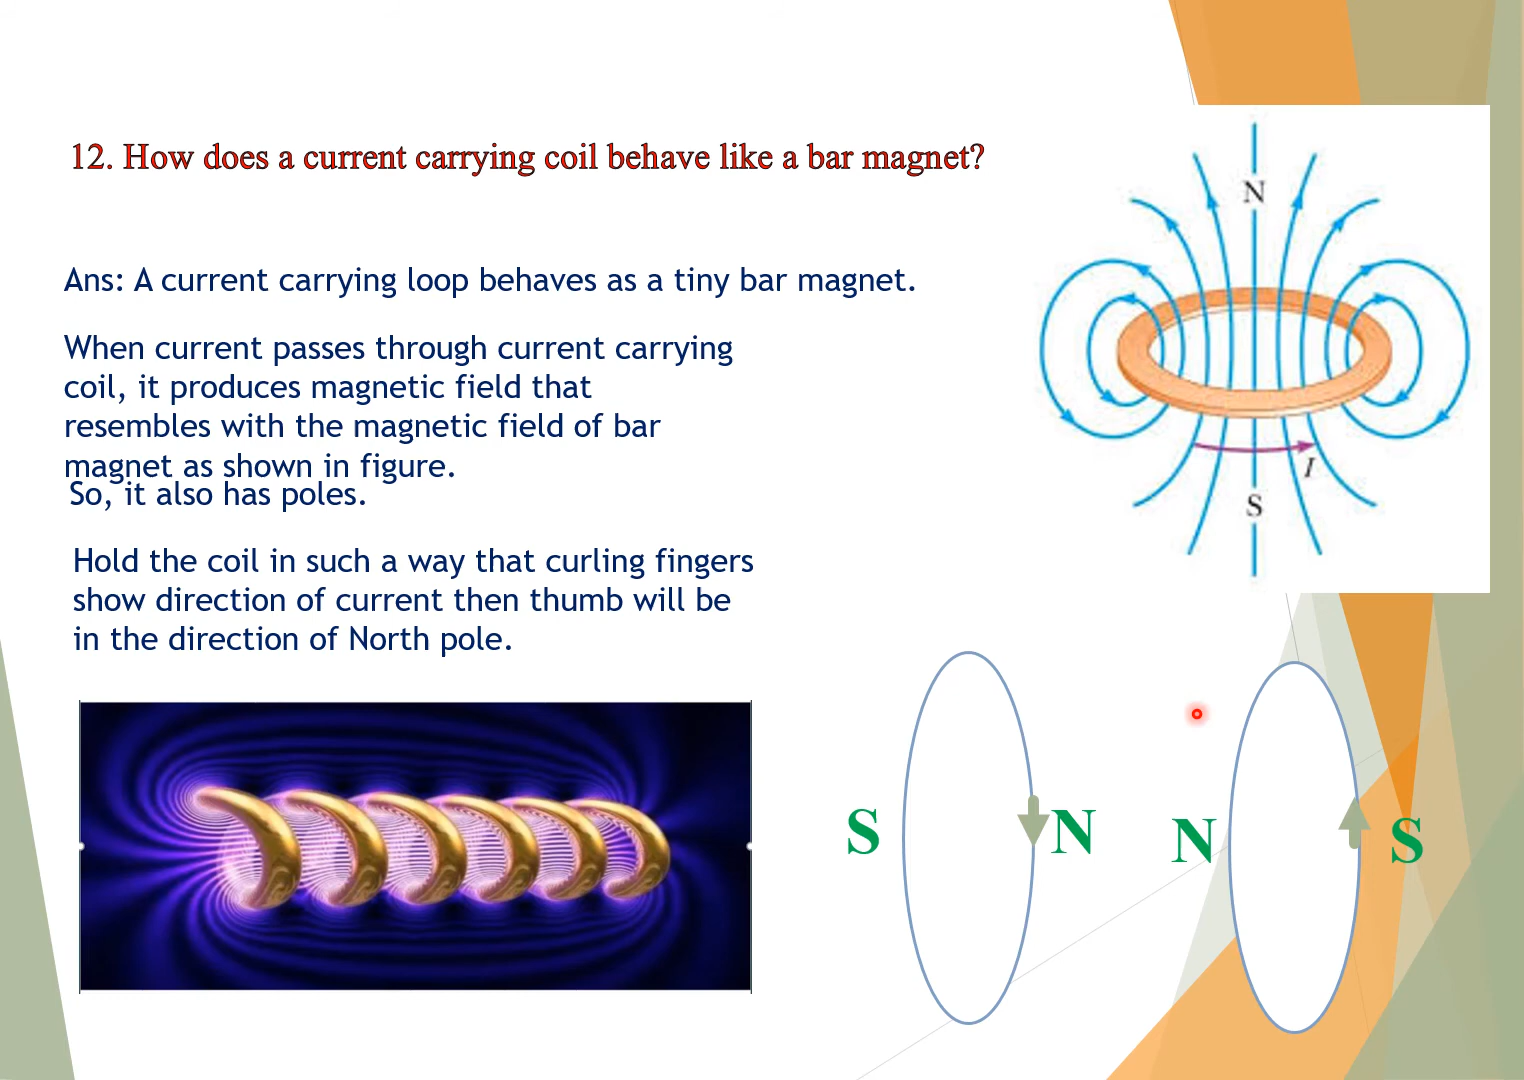 12. How does a current carrying coil behave like a bar magnet?
Ans: A current carrying loop behaves as a tiny bar magnet.
When current passes through current carrying
coil, it produces magnetic field that
resembles with the magnetic field of bar
magnet as shown in figure.
So, it also has poles.
Hold the coil in such a way that curling fingers
show direction of current then thumb will be
in the direction of North pole.
N
I
S
S
N
N
S